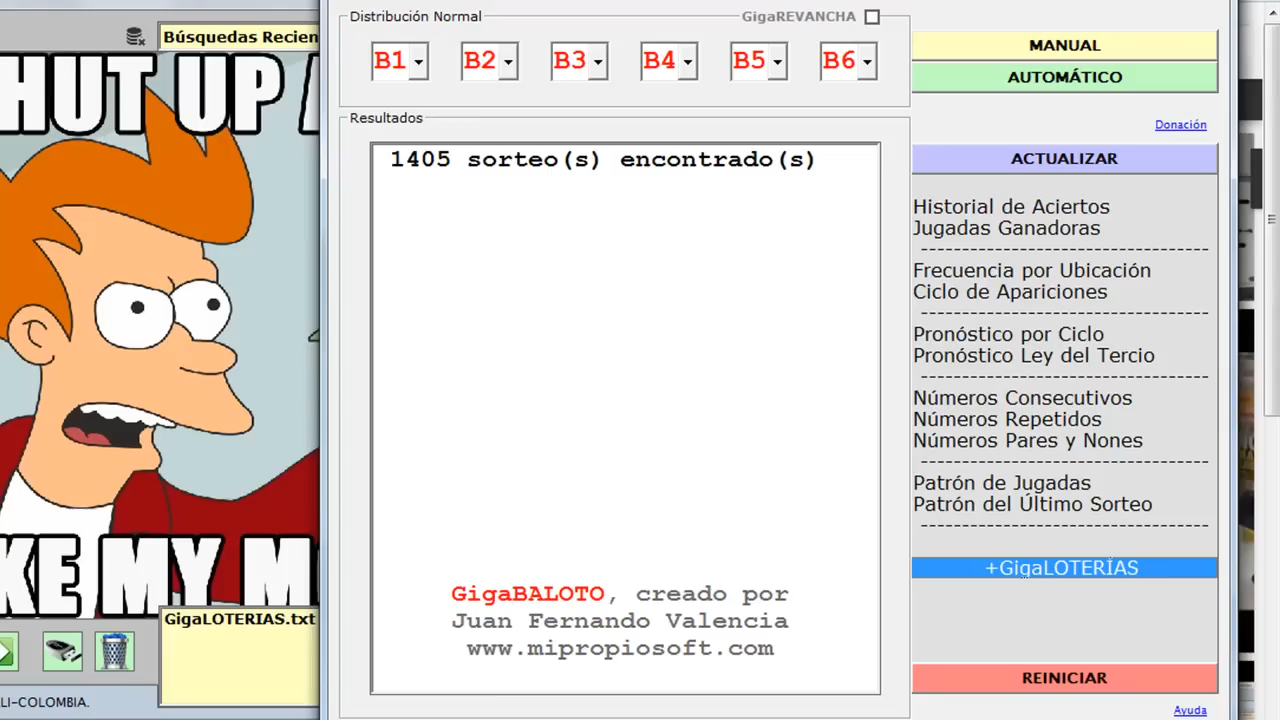 Búsquedas Recien
HUT UP A
KE MY M
GigaLOTERIAS.txt
LI-COLOMBIA.
Distribución Normal
GigaREVANCHA
B1 B2 B3 B4 B5 B6
Resultados
1405 sorteo(s) encontrado(s)
GigaBALOTO, creado por
Juan Fernando Valencia
www.mipropiosoft.com
MANUAL
AUTOMÁTICO
Donación
ACTUALIZAR
Historial de Aciertos
Jugadas Ganadoras
Frecuencia por Ubicación
Ciclo de Apariciones
Pronóstico por Ciclo
Pronóstico Ley del Tercio
Números Consecutivos
Números Repetidos
Números Pares y Nones
Patrón de Jugadas
Patrón del Último Sorteo
+GigaLOTERÍAS
REINICIAR
Ayuda